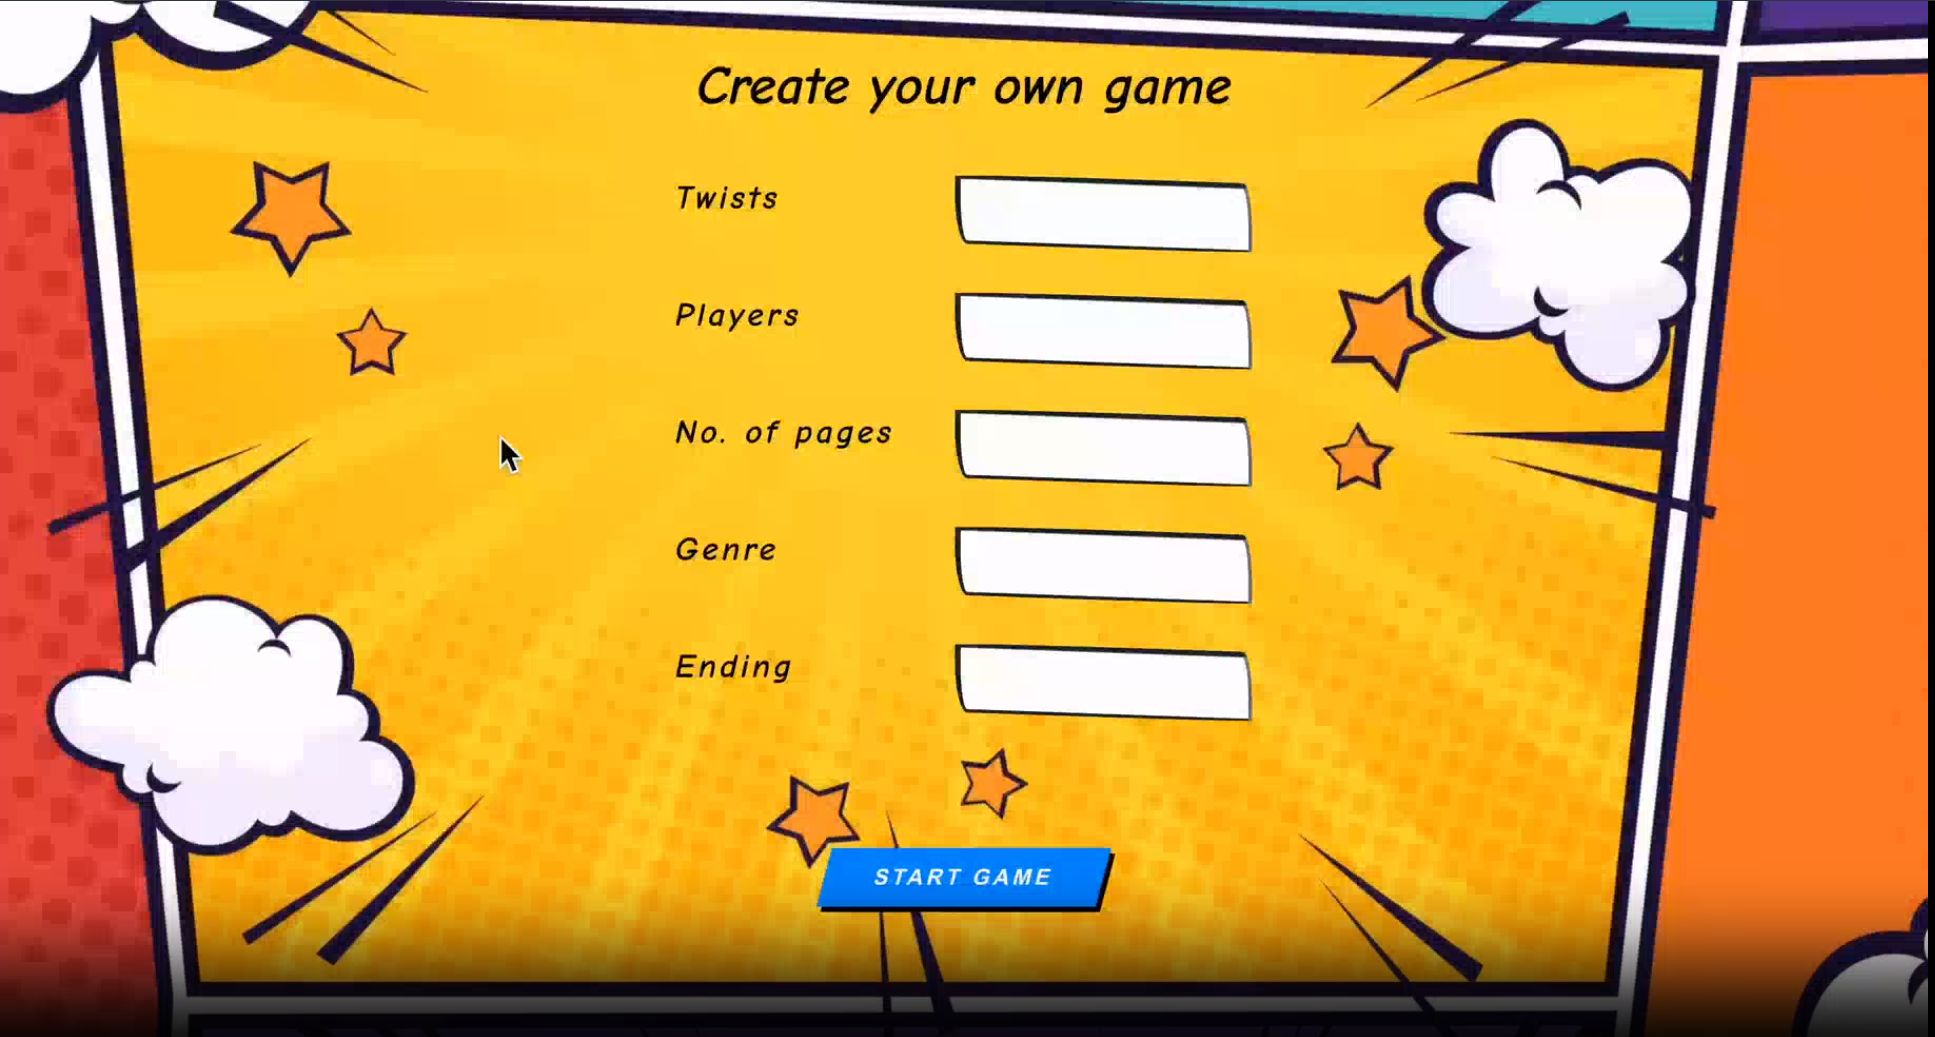 Create your own game
Twists
Players
No. of pages
Genre
Ending
START GAME